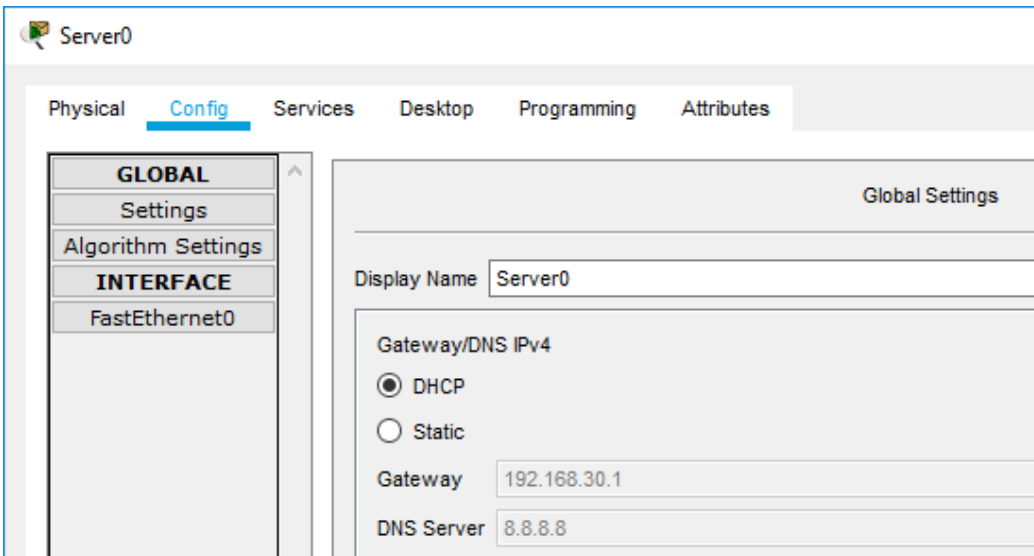 Server0
Physical Config Services Desktop Programming Attributes
GLOBAL
Settings
Algorithm Settings
INTERFACE
FastEthernet0
Global Settings
Display Name Server0
Gateway/DNS IPv4
DHCP
Static
Gateway 192.168.30.1
DNS Server 8.8.8.8